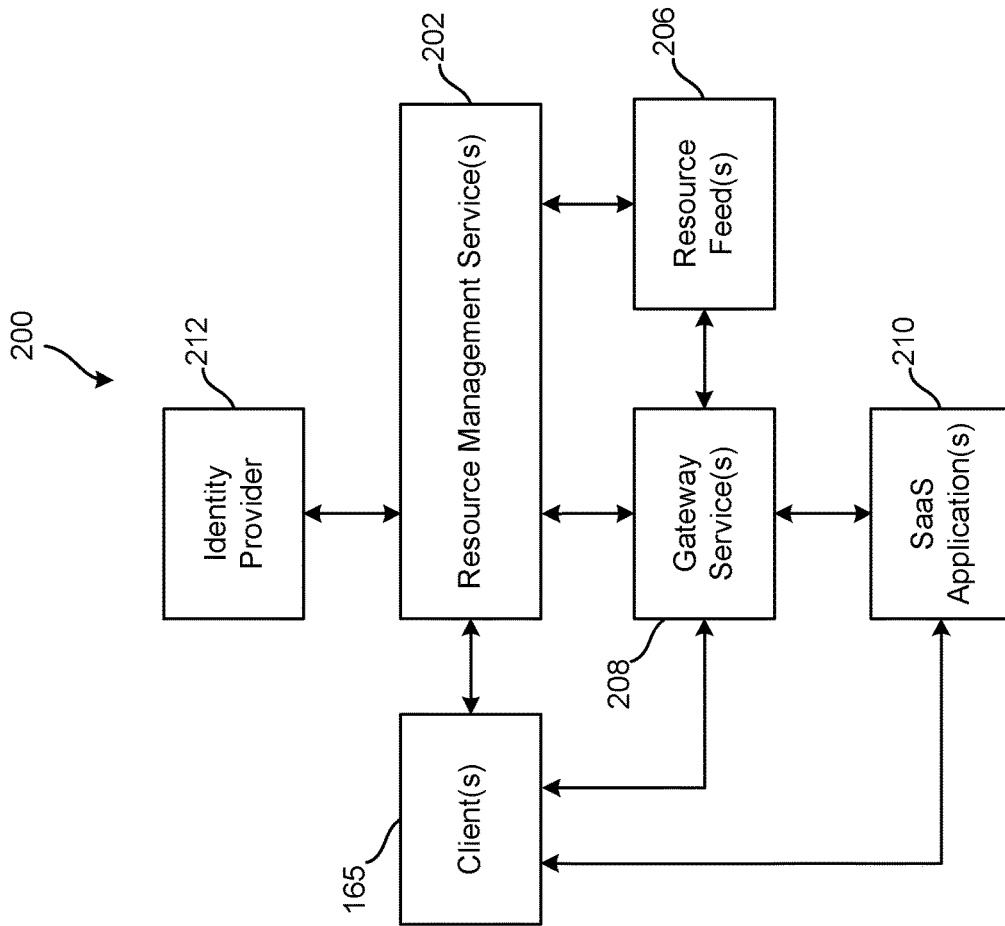 200
212
Identity
Provider
202
Resource Management Service(s)
165
Client(s)
208
Gateway
Service(s)
206
Resource
Feed(s)
210
SaaS
Application(s)